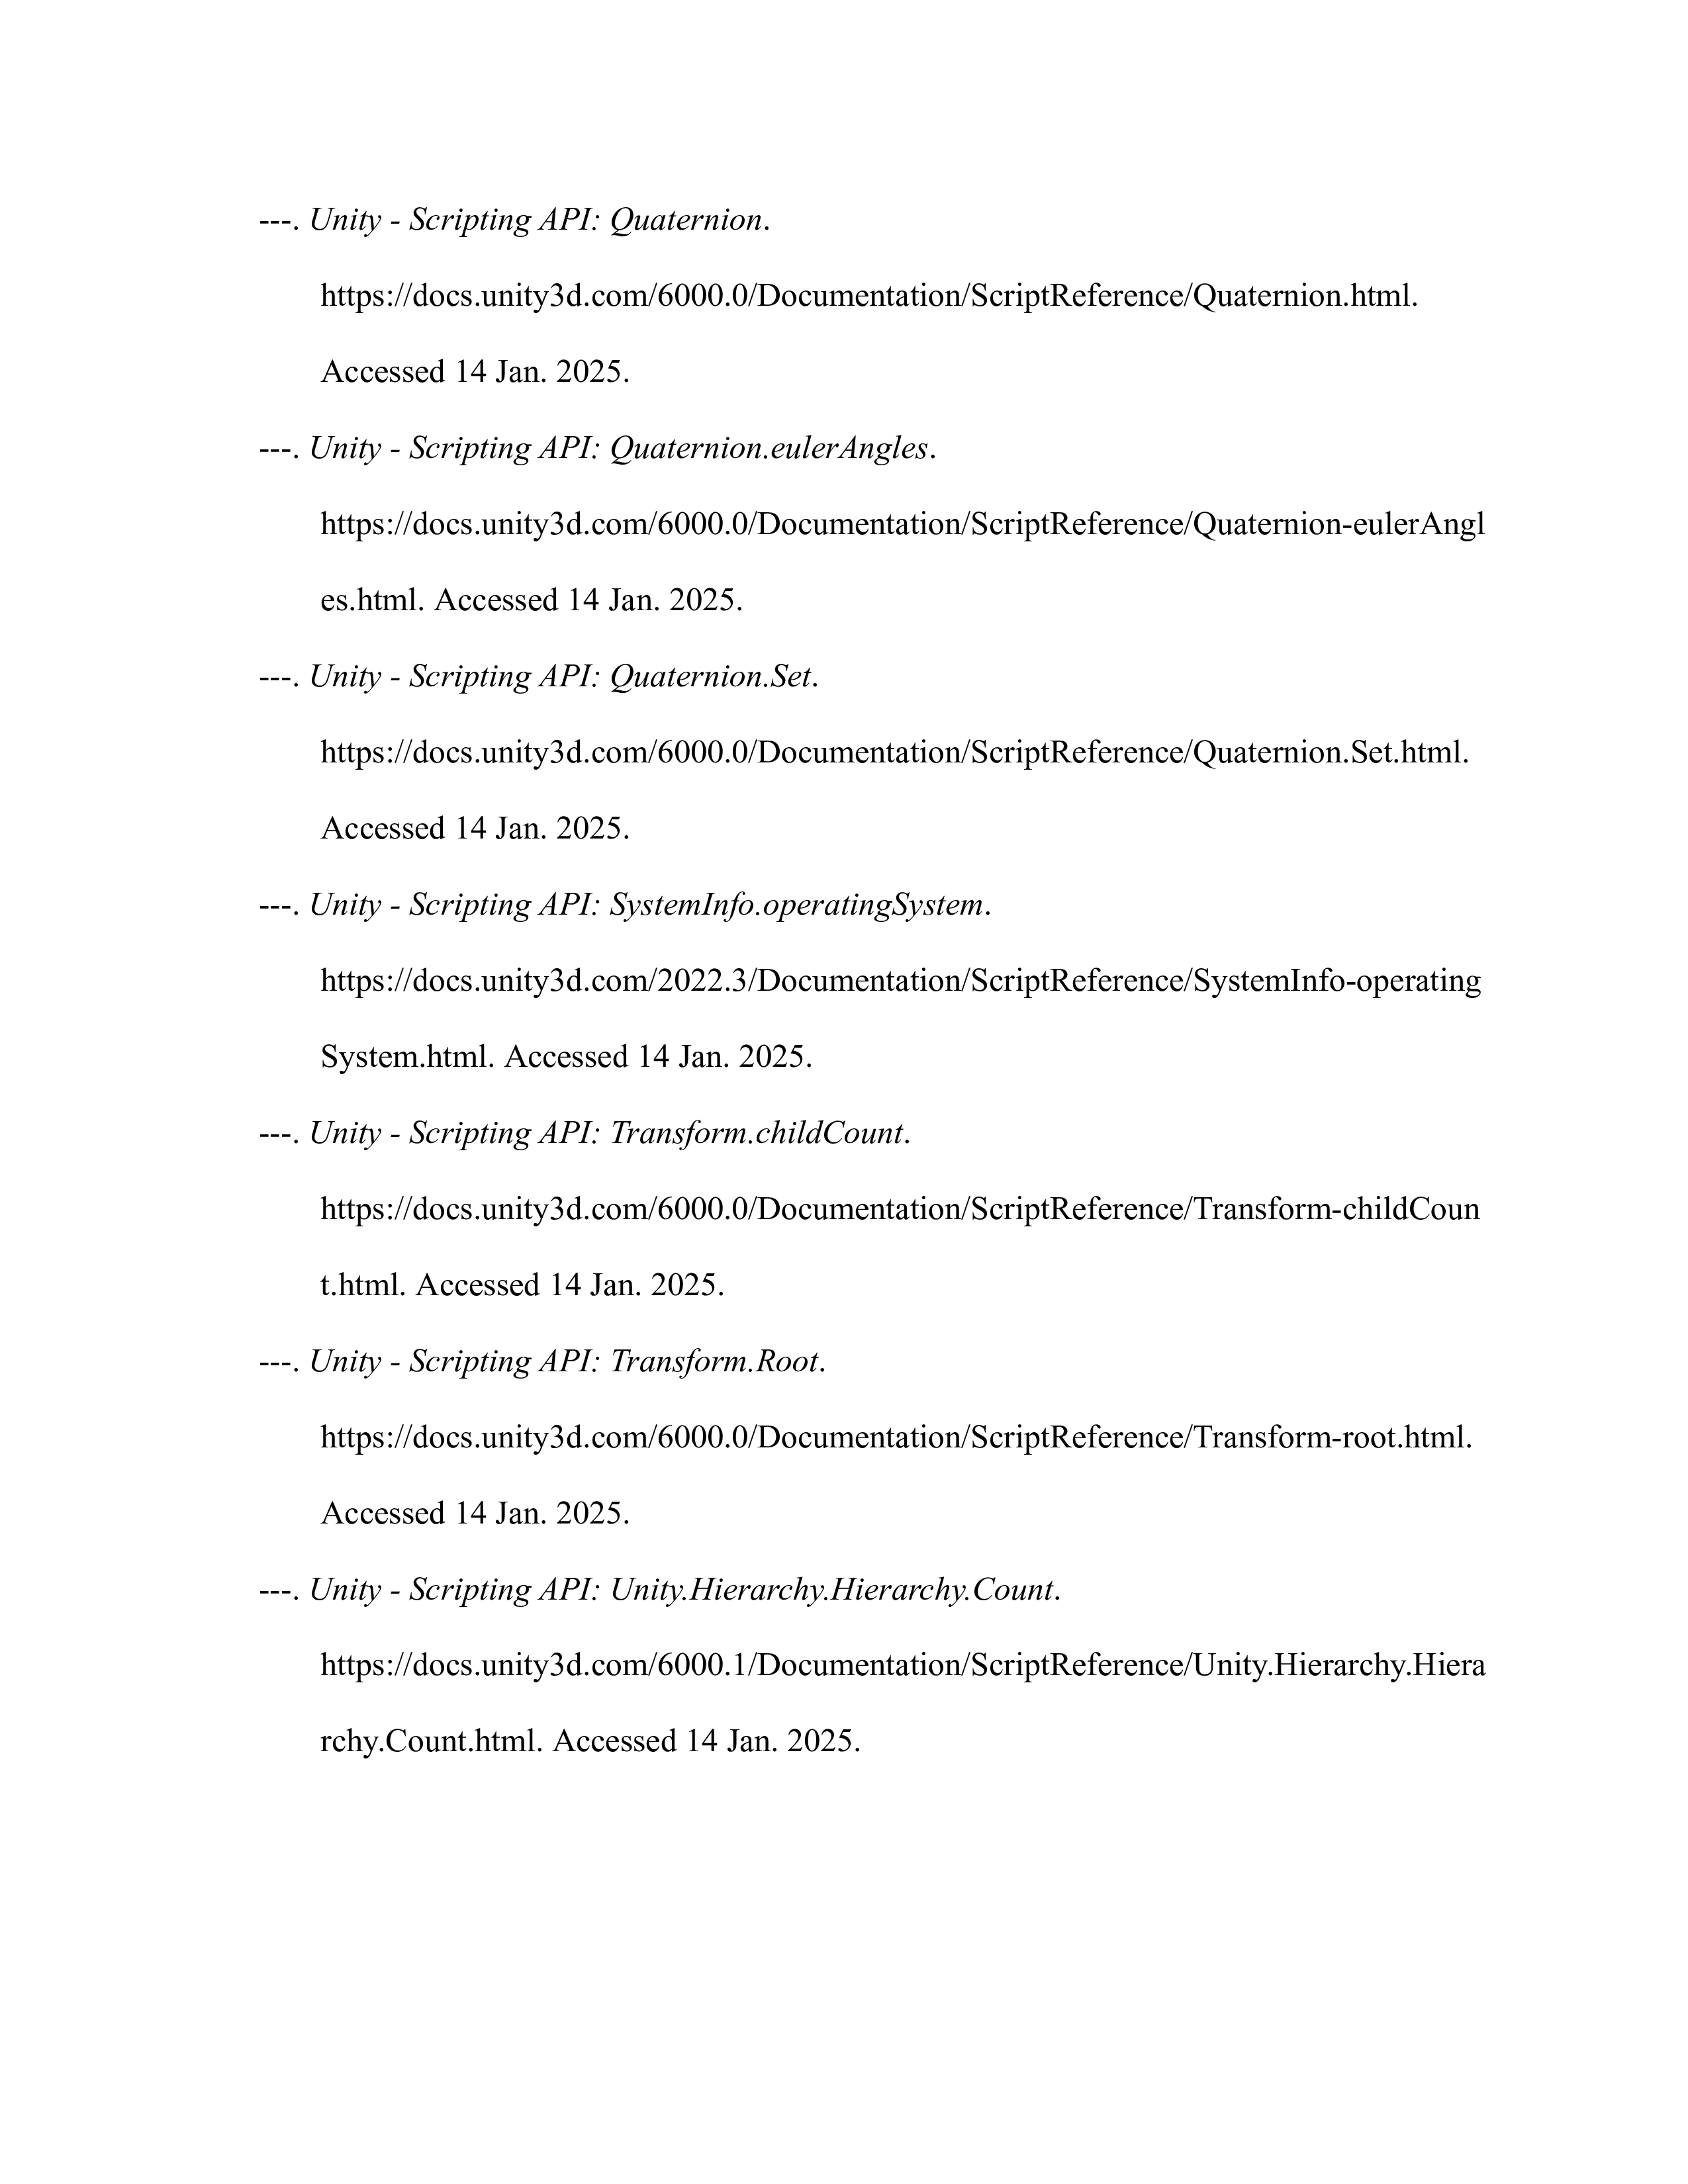 ---. Unity - Scripting API: Quaternion.
https://docs.unity3d.com/6000.0/Documentation/ScriptReference/Quaternion.html.
Accessed 14 Jan. 2025.
---. Unity - Scripting API: Quaternion.eulerAngles.
https://docs.unity3d.com/6000.0/Documentation/ScriptReference/Quaternion-eulerAngl
es.html. Accessed 14 Jan. 2025.
---. Unity - Scripting API: Quaternion.Set.
https://docs.unity3d.com/6000.0/Documentation/ScriptReference/Quaternion.Set.html.
Accessed 14 Jan. 2025.
---. Unity - Scripting API: SystemInfo.operatingSystem.
https://docs.unity3d.com/2022.3/Documentation/ScriptReference/SystemInfo-operating
System.html. Accessed 14 Jan. 2025.
---. Unity - Scripting API: Transform.childCount.
https://docs.unity3d.com/6000.0/Documentation/ScriptReference/Transform-childCoun
t.html. Accessed 14 Jan. 2025.
---. Unity - Scripting API: Transform.Root.
https://docs.unity3d.com/6000.0/Documentation/ScriptReference/Transform-root.html.
Accessed 14 Jan. 2025.
---. Unity - Scripting API: Unity.Hierarchy.Hierarchy.Count.
https://docs.unity3d.com/6000.1/Documentation/ScriptReference/Unity.Hierarchy.Hiera
rchy.Count.html. Accessed 14 Jan. 2025.